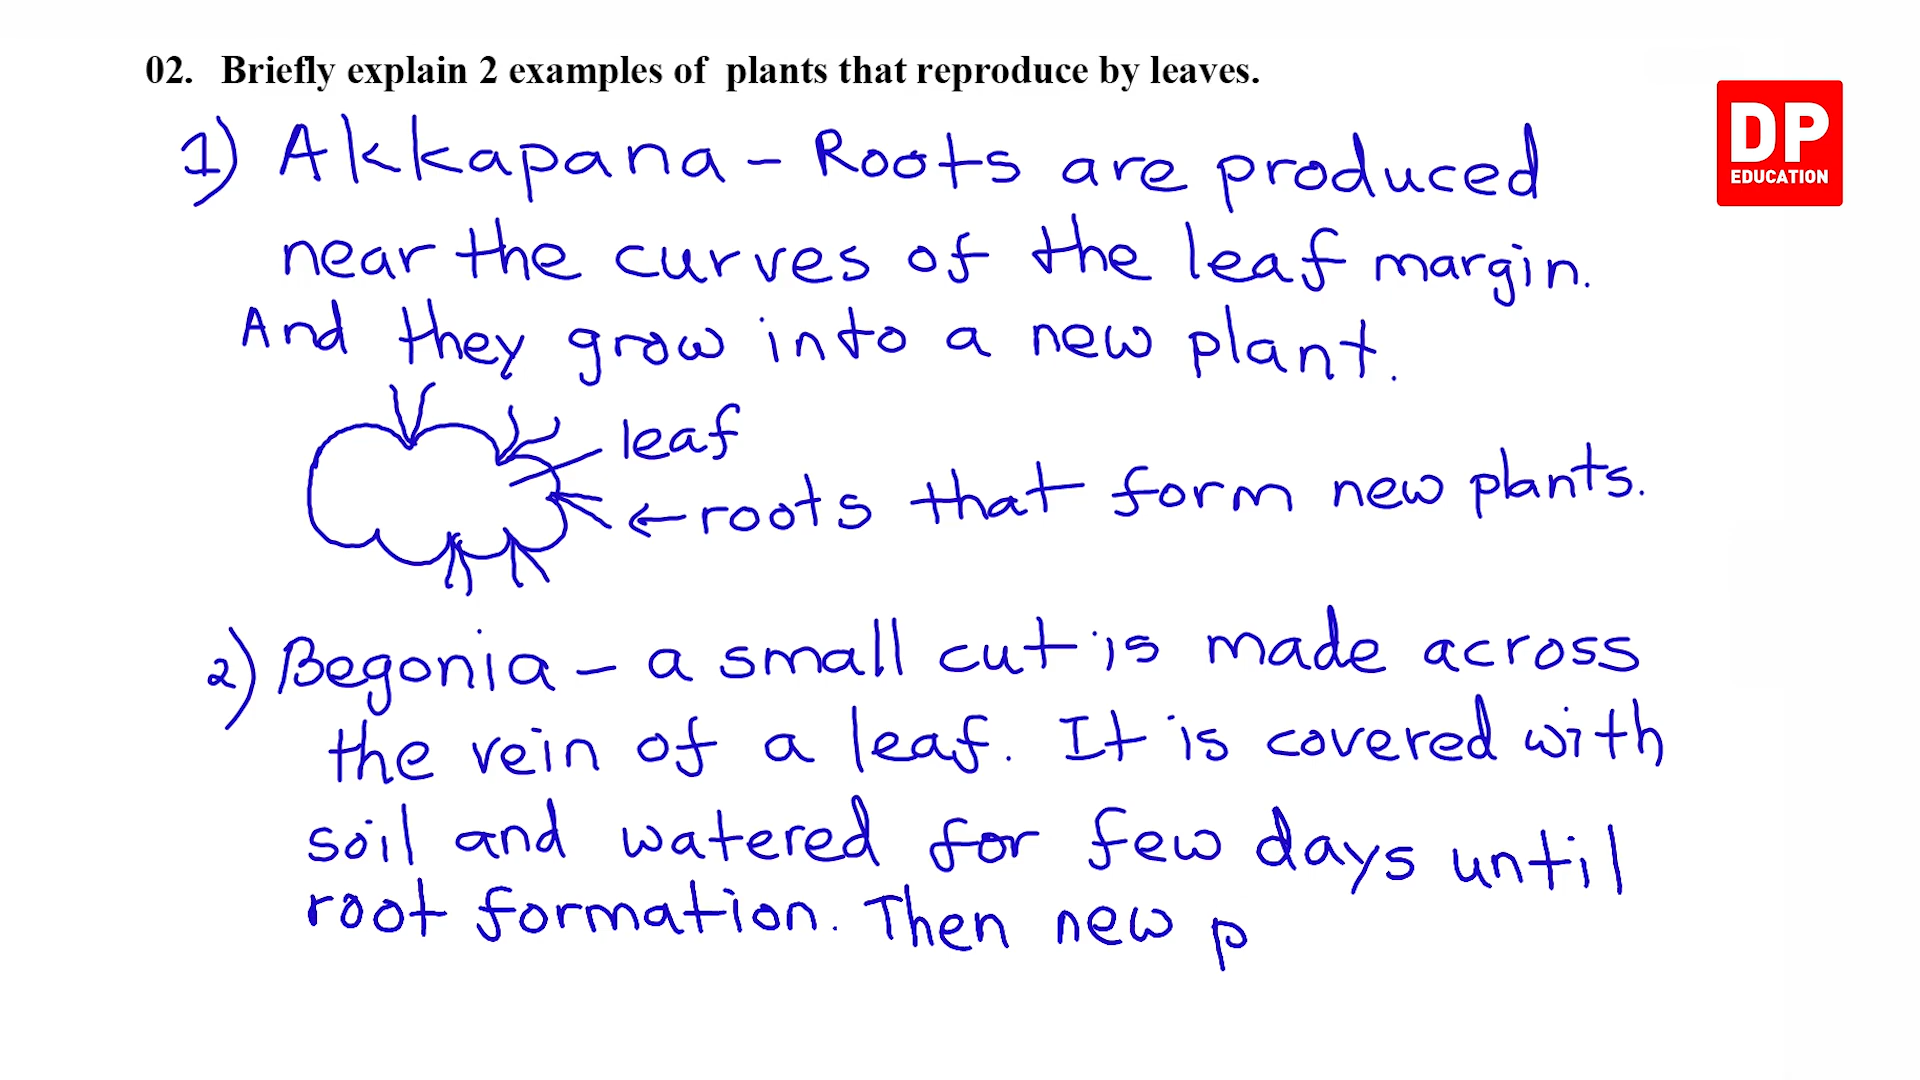 02. Briefly explain 2 examples of plants that reproduce by leaves.
DP
EDUCATION
1) Akkapana - Roots are produced
near the curves of the leaf margin.
And they grow into a new plant.
leaf
← roots that form new plants.
2) Begonia - a small cut is made across
the vein of a leaf. It is covered with
soil and watered for few days until
root formation. Then new p